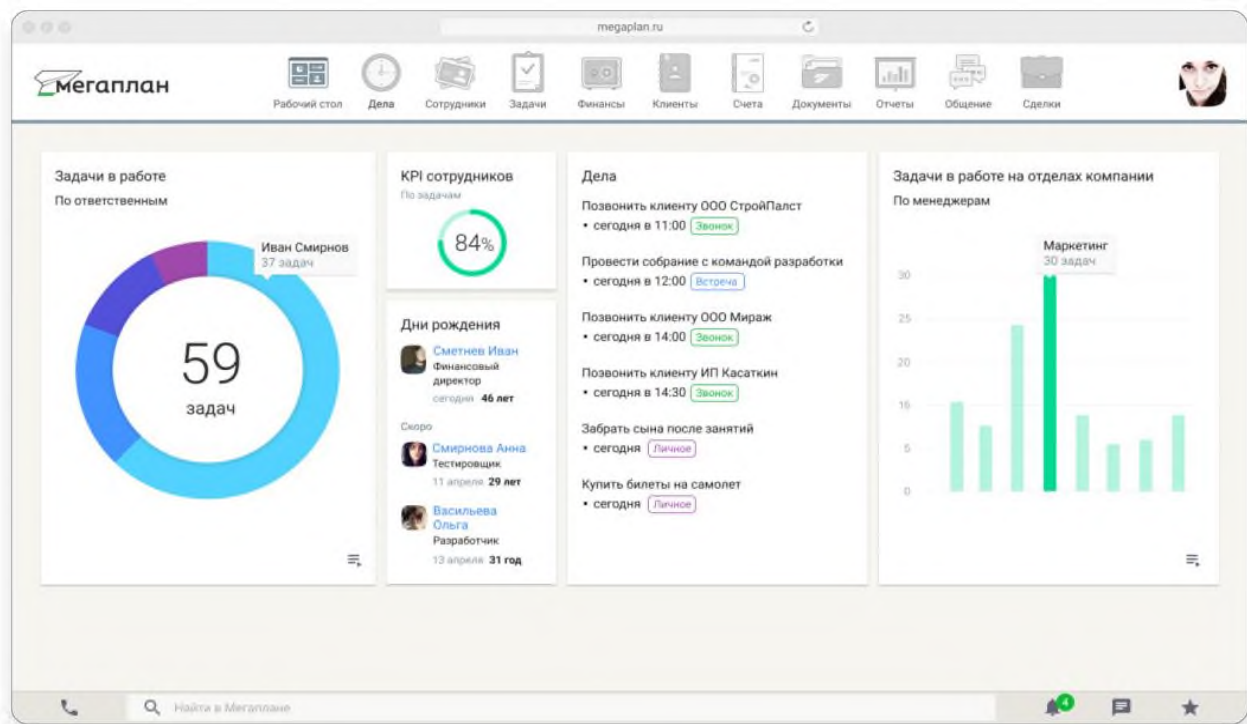 megaplan.ru
мегаплан
Рабочий стол
Дела
Сотрудники
Задачи
Финансы
Клиенты
Счета
Документы
Отчеты
Общение
Сделки
Задачи в работе
По ответственным
Иван Смирнов
37 задач
59
задач
KPI сотрудников
По задачам
84%
Дни рождения
Сметнев Иван
Финансовый
директор
сегодня 46 лет
Скоро
Смирнова Анна
Тестировщик
11 апреля 29 лет
Васильева
Ольга
Разработчик
13 апреля 31 год
Дела
Позвонить клиенту ООО СтройПалст
• сегодня в 11:00 Звонок
Провести собрание с командой разработки
• сегодня в 12:00 Встреча
Позвонить клиенту ООО Мираж
• сегодня в 14:00 Звонок
Позвонить клиенту ИП Касаткин
• сегодня в 14:30 Звонок
Забрать сына после занятий
• сегодня Личное
Купить билеты на самолет
• сегодня Личное
Задачи в работе на отделах компании
По менеджерам
Маркетинг
30 задач
30
25
20
15
5
0
Найти в Мегаплане
4